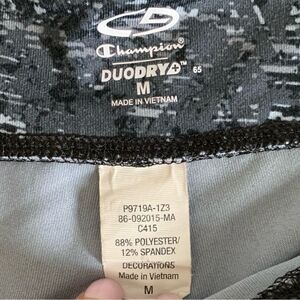 Champion
DUODRY+™ 65
M
MADE IN VIETNAM
P9719A-1Z3
86-092015-MA
C415
88% POLYESTER/
12% SPANDEX
DECORATIONS
Made in Vietnam
M